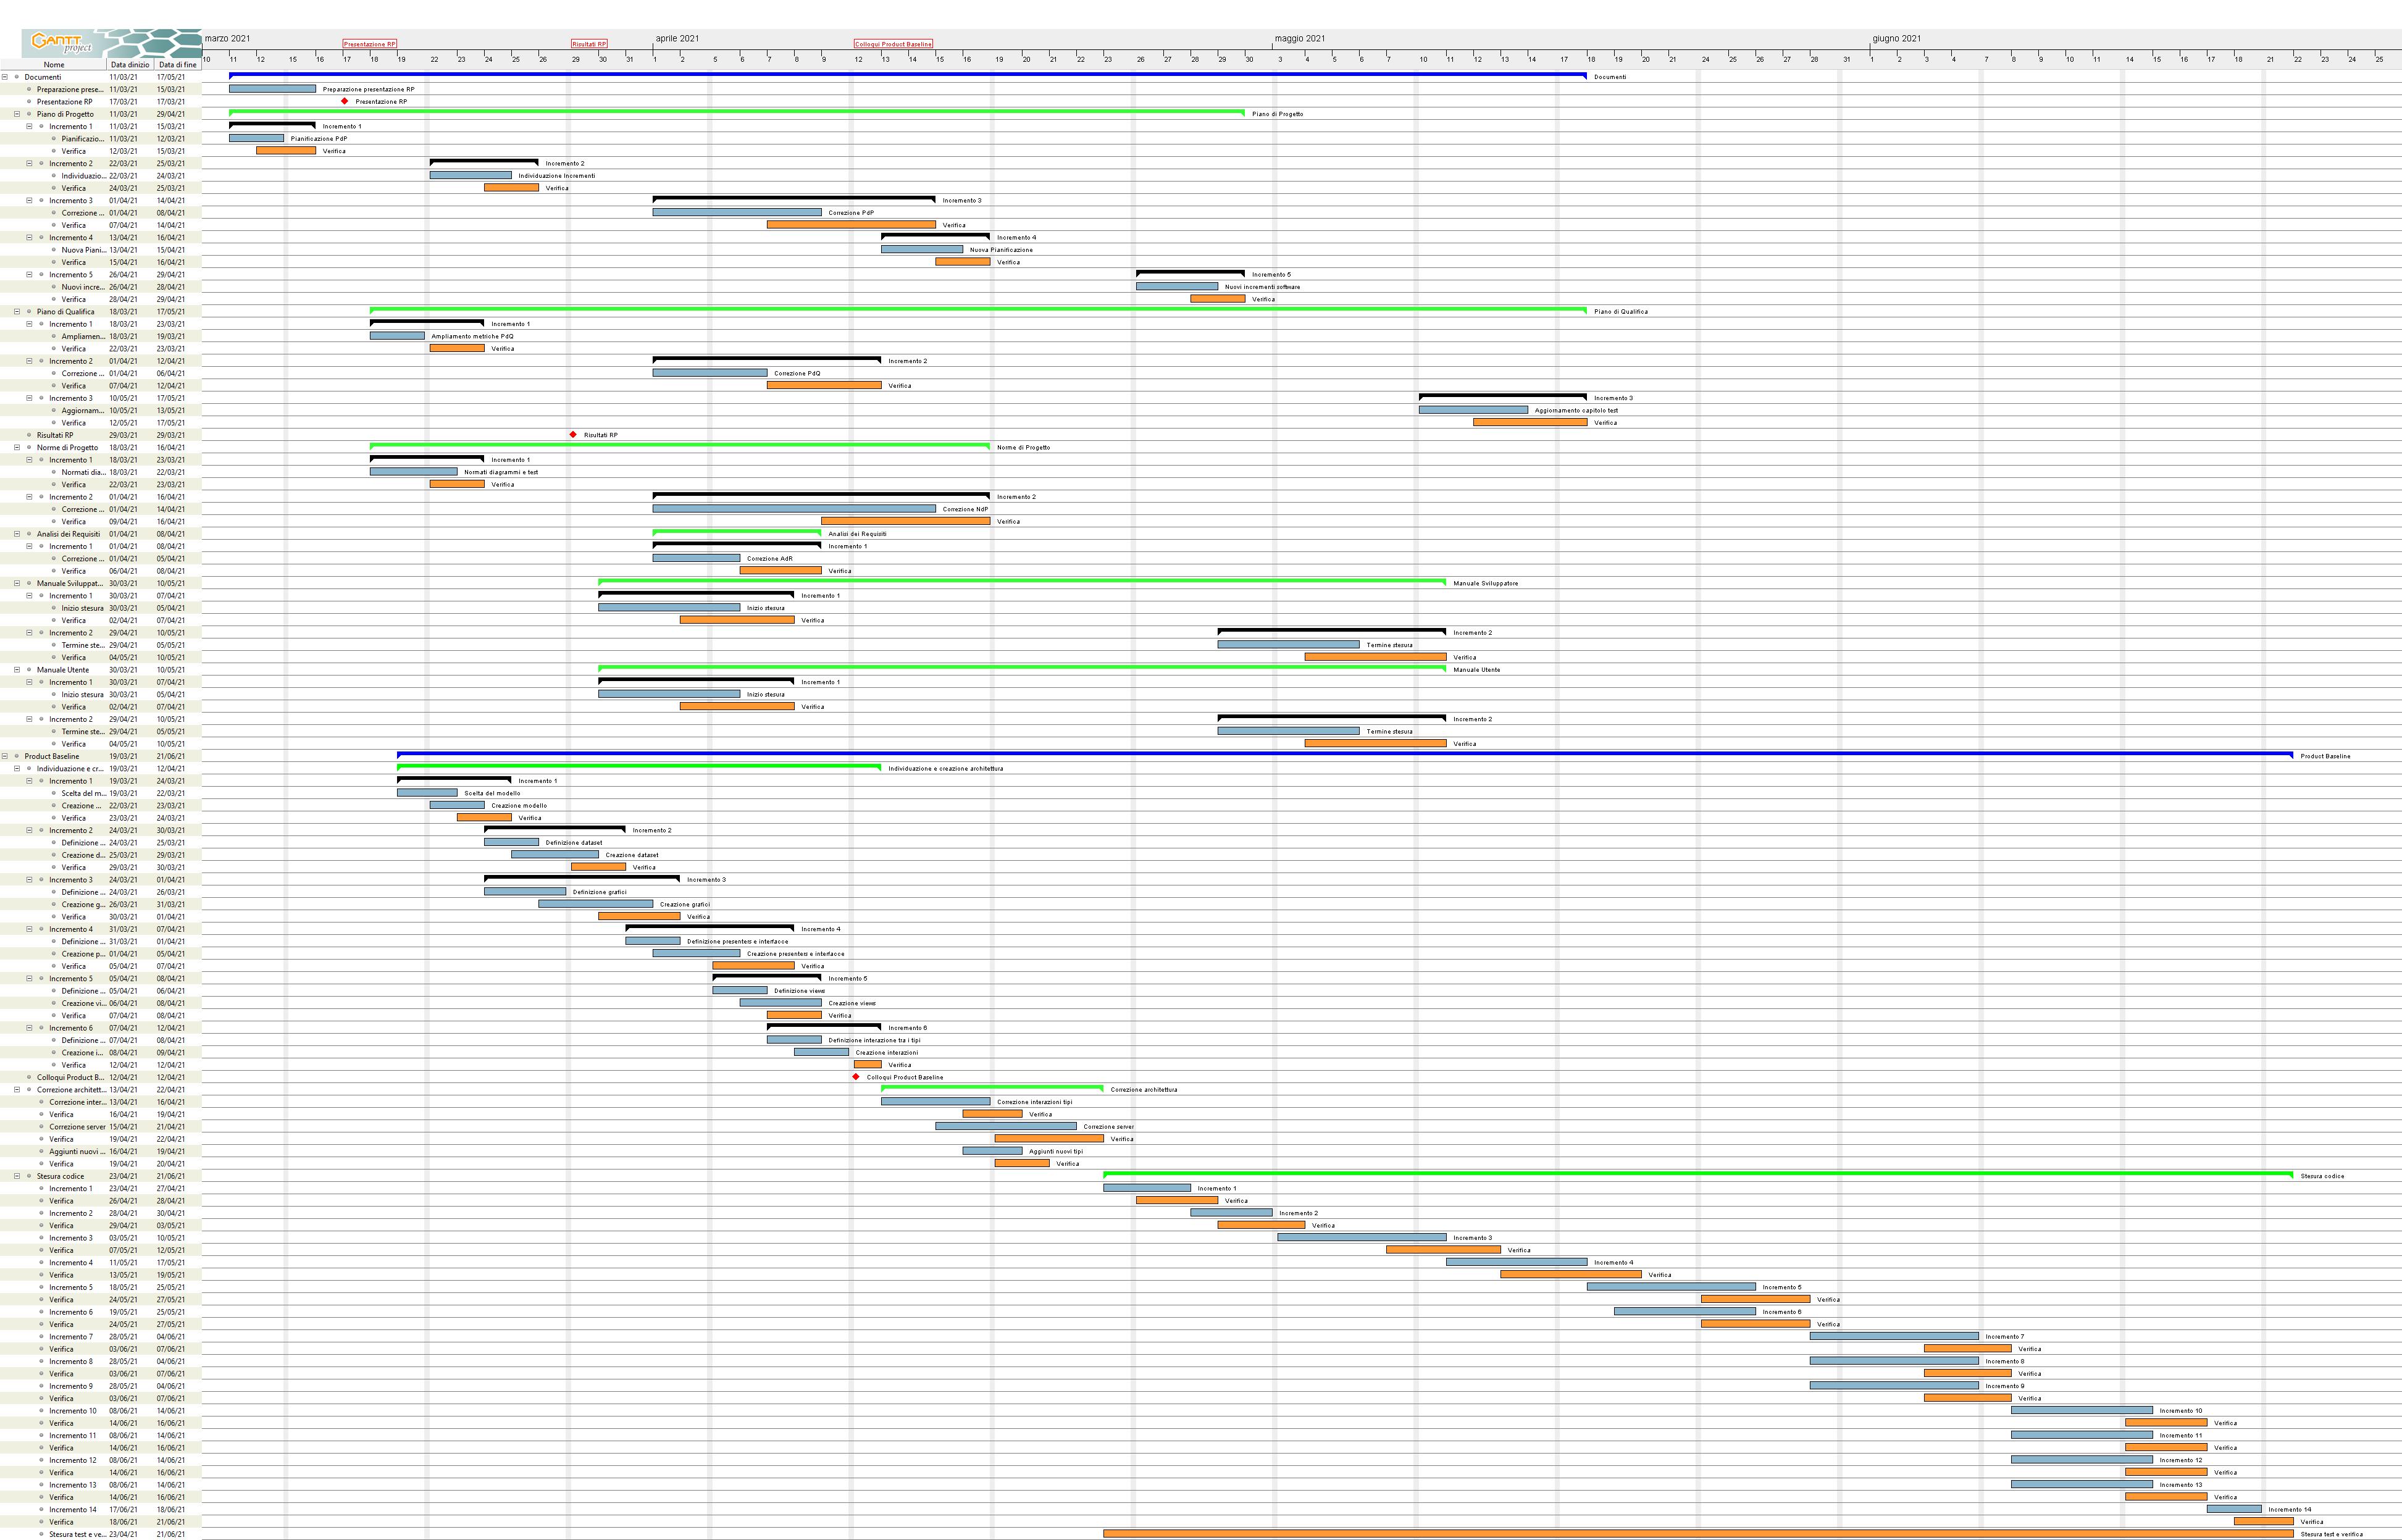 GANTT project
marzo 2021 aprile 2021 maggio 2021 giugno 2021
Presentazione RP Risultati RP Colloqui Product Baseline
Nome Data d'inizio Data di fine 10 11 12 15 16 17 18 19 22 23 24 25 26 29 30 31 1 2 5 6 7 8 9 12 13 14 15 16 19 20 21 22 23 26 27 28 29 30 3 4 5 6 7 10 11 12 13 14 17 18 19 20 21 24 25 26 27 28 31 1 2 3 4 7 8 9 10 11 14 15 16 17 18 21 22 23 24 25
Documenti 11/03/21 17/05/21 Documenti
Preparazione prese... 11/03/21 15/03/21 Preparazione presentazione RP
Presentazione RP 17/03/21 17/03/21 Presentazione RP
Piano di Progetto 11/03/21 29/04/21 Piano di Progetto
Incremento 1 11/03/21 15/03/21 Incremento 1
Pianificazio... 11/03/21 12/03/21 Pianificazione PdP
Verifica 12/03/21 15/03/21 Verifica
Incremento 2 22/03/21 25/03/21 Incremento 2
Individuazio... 22/03/21 24/03/21 Individuazione Incrementi
Verifica 24/03/21 25/03/21 Verifica
Incremento 3 01/04/21 14/04/21 Incremento 3
Correzione ... 01/04/21 08/04/21 Correzione PdP
Verifica 07/04/21 14/04/21 Verifica
Incremento 4 13/04/21 16/04/21 Incremento 4
Nuova Piani... 13/04/21 15/04/21 Nuova Pianificazione
Verifica 15/04/21 16/04/21 Verifica
Incremento 5 26/04/21 29/04/21 Incremento 5
Nuovi incre... 26/04/21 28/04/21 Nuovi incrementi software
Verifica 28/04/21 29/04/21 Verifica
Piano di Qualifica 18/03/21 17/05/21 Piano di Qualifica
Incremento 1 18/03/21 23/03/21 Incremento 1
Ampliamen... 18/03/21 19/03/21 Ampliamento metriche PdQ
Verifica 22/03/21 23/03/21 Verifica
Incremento 2 01/04/21 12/04/21 Incremento 2
Correzione ... 01/04/21 06/04/21 Correzione PdQ
Verifica 07/04/21 12/04/21 Verifica
Incremento 3 10/05/21 17/05/21 Incremento 3
Aggiornam... 10/05/21 13/05/21 Aggiornamento capitolo test
Verifica 12/05/21 17/05/21 Verifica
Risultati RP 29/03/21 29/03/21 Risultati RP
Norme di Progetto 18/03/21 16/04/21 Norme di Progetto
Incremento 1 18/03/21 23/03/21 Incremento 1
Normati dia... 18/03/21 22/03/21 Normati diagrammi e test
Verifica 22/03/21 23/03/21 Verifica
Incremento 2 01/04/21 16/04/21 Incremento 2
Correzione ... 01/04/21 14/04/21 Correzione NdP
Verifica 09/04/21 16/04/21 Verifica
Analisi dei Requisiti 01/04/21 08/04/21 Analisi dei Requisiti
Incremento 1 01/04/21 08/04/21 Incremento 1
Correzione ... 01/04/21 05/04/21 Correzione AdR
Verifica 06/04/21 08/04/21 Verifica
Manuale Sviluppat... 30/03/21 10/05/21 Manuale Sviluppatore
Incremento 1 30/03/21 07/04/21 Incremento 1
Inizio stesura 30/03/21 05/04/21 Inizio stesura
Verifica 02/04/21 07/04/21 Verifica
Incremento 2 29/04/21 10/05/21 Incremento 2
Termine ste... 29/04/21 05/05/21 Termine stesura
Verifica 04/05/21 10/05/21 Verifica
Manuale Utente 30/03/21 10/05/21 Manuale Utente
Incremento 1 30/03/21 07/04/21 Incremento 1
Inizio stesura 30/03/21 05/04/21 Inizio stesura
Verifica 02/04/21 07/04/21 Verifica
Incremento 2 29/04/21 10/05/21 Incremento 2
Termine ste... 29/04/21 05/05/21 Termine stesura
Verifica 04/05/21 10/05/21 Verifica
Product Baseline 19/03/21 21/06/21 Product Baseline
Individuazione e cr... 19/03/21 12/04/21 Individuazione e creazione architettura
Incremento 1 19/03/21 24/03/21 Incremento 1
Scelta del m... 19/03/21 22/03/21 Scelta del modello
Creazione ... 22/03/21 23/03/21 Creazione modello
Verifica 23/03/21 24/03/21 Verifica
Incremento 2 24/03/21 30/03/21 Incremento 2
Definizione ... 24/03/21 25/03/21 Definizione dataset
Creazione d... 25/03/21 29/03/21 Creazione dataset
Verifica 29/03/21 30/03/21 Verifica
Incremento 3 24/03/21 01/04/21 Incremento 3
Definizione ... 24/03/21 26/03/21 Definizione grafici
Creazione g... 26/03/21 31/03/21 Creazione grafici
Verifica 30/03/21 01/04/21 Verifica
Incremento 4 31/03/21 07/04/21 Incremento 4
Definizione ... 31/03/21 01/04/21 Definizione presenters e interfacce
Creazione p... 01/04/21 05/04/21 Creazione presenters e interfacce
Verifica 05/04/21 07/04/21 Verifica
Incremento 5 05/04/21 08/04/21 Incremento 5
Definizione ... 05/04/21 06/04/21 Definizione views
Creazione vi... 06/04/21 08/04/21 Creazione views
Verifica 07/04/21 08/04/21 Verifica
Incremento 6 07/04/21 12/04/21 Incremento 6
Definizione ... 07/04/21 08/04/21 Definizione interazione tra i tipi
Creazione i... 08/04/21 09/04/21 Creazione interazioni
Verifica 12/04/21 12/04/21 Verifica
Colloqui Product B... 12/04/21 12/04/21 Colloqui Product Baseline
Correzione architett... 13/04/21 22/04/21 Correzione architettura
Correzione inter... 13/04/21 16/04/21 Correzione interazioni tipi
Verifica 16/04/21 19/04/21 Verifica
Correzione server 15/04/21 21/04/21 Correzione server
Verifica 19/04/21 22/04/21 Verifica
Aggiunti nuovi ... 16/04/21 19/04/21 Aggiunti nuovi tipi
Verifica 19/04/21 20/04/21 Verifica
Stesura codice 23/04/21 21/06/21 Stesura codice
Incremento 1 23/04/21 27/04/21 Incremento 1
Verifica 26/04/21 28/04/21 Verifica
Incremento 2 28/04/21 30/04/21 Incremento 2
Verifica 29/04/21 03/05/21 Verifica
Incremento 3 03/05/21 10/05/21 Incremento 3
Verifica 07/05/21 12/05/21 Verifica
Incremento 4 11/05/21 17/05/21 Incremento 4
Verifica 13/05/21 19/05/21 Verifica
Incremento 5 18/05/21 25/05/21 Incremento 5
Verifica 24/05/21 27/05/21 Verifica
Incremento 6 19/05/21 25/05/21 Incremento 6
Verifica 24/05/21 27/05/21 Verifica
Incremento 7 28/05/21 04/06/21 Incremento 7
Verifica 03/06/21 07/06/21 Verifica
Incremento 8 28/05/21 04/06/21 Incremento 8
Verifica 03/06/21 07/06/21 Verifica
Incremento 9 28/05/21 04/06/21 Incremento 9
Verifica 03/06/21 07/06/21 Verifica
Incremento 10 08/06/21 14/06/21 Incremento 10
Verifica 14/06/21 16/06/21 Verifica
Incremento 11 08/06/21 14/06/21 Incremento 11
Verifica 14/06/21 16/06/21 Verifica
Incremento 12 08/06/21 14/06/21 Incremento 12
Verifica 14/06/21 16/06/21 Verifica
Incremento 13 08/06/21 14/06/21 Incremento 13
Verifica 14/06/21 16/06/21 Verifica
Incremento 14 17/06/21 18/06/21 Incremento 14
Verifica 18/06/21 21/06/21 Verifica
Stesura test e ve... 23/04/21 21/06/21 Stesura test e verifica